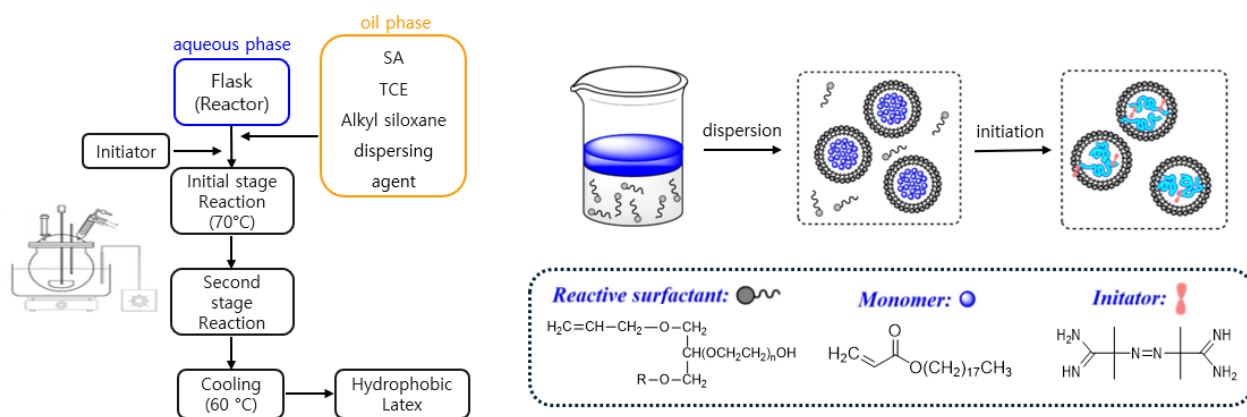 oil phase
aqueous phase
SA
TCE
Alkyl siloxane
dispersing
agent
Flask
(Reactor)
Initiator
Initial stage
Reaction
(70°C)
Second
stage
Reaction
Cooling
(60 °C)
Hydrophobic
Latex
dispersion
initiation
Reactive surfactant:
H₂C=CH-CH₂-O-CH₂
CH(OCH₂CH₂)ₙOH
R-O-CH₂
Monomer:
O
H₂C
O(CH₂)₁₇CH₃
Initator:
H₂N
NH
N=N
HN
NH₂